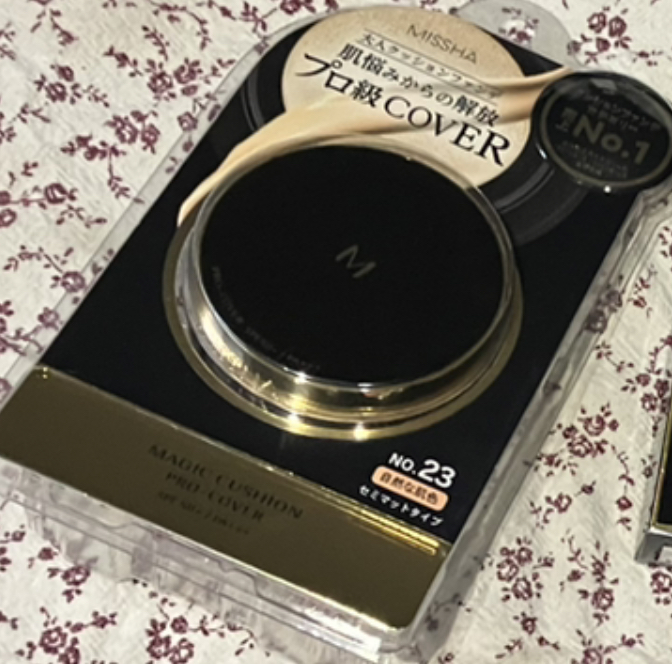 MISSHA
大人クッションファンデ
肌悩みからの解放
プロ級COVER
No.1
M
NO.23
自然な肌色
セミマットタイプ
MAGIC CUSHION
PRO-COVER